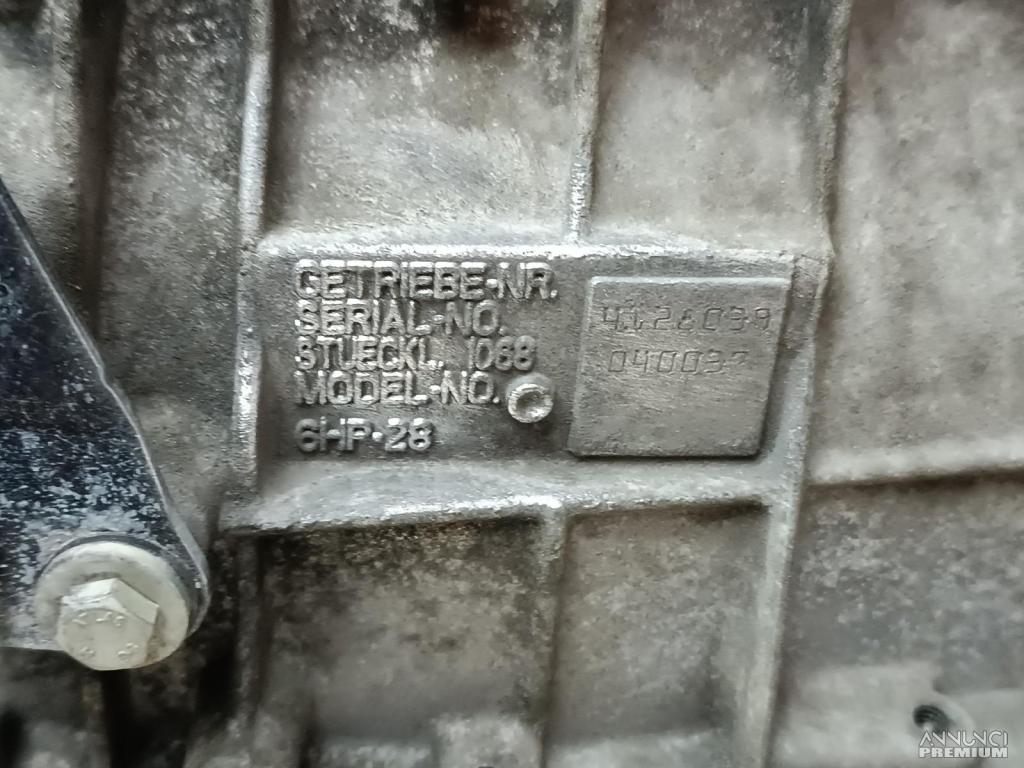 GETRIEBE-NR.
SERIAL-NO.
STUECKL. 1068
MODEL-NO.
6HP-28
ANNUNCI
PREMIUM